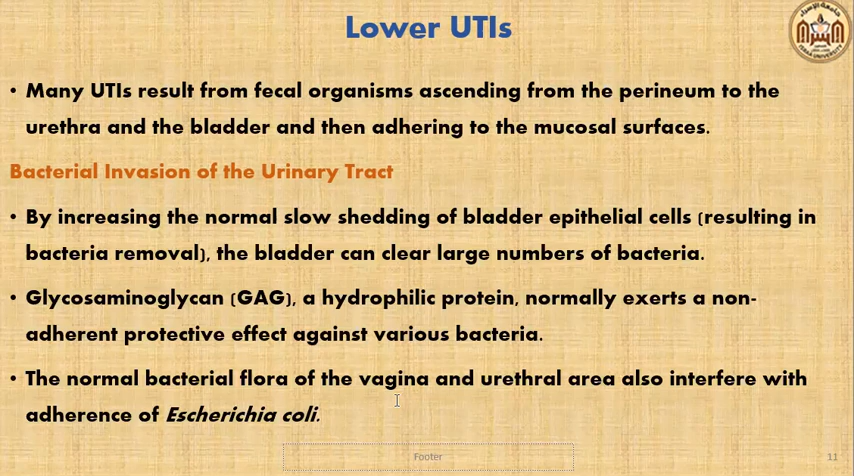 Lower UTIs
• Many UTIs result from fecal organisms ascending from the perineum to the
urethra and the bladder and then adhering to the mucosal surfaces.
Bacterial Invasion of the Urinary Tract
• By increasing the normal slow shedding of bladder epithelial cells (resulting in
bacteria removal), the bladder can clear large numbers of bacteria.
• Glycosaminoglycan (GAG), a hydrophilic protein, normally exerts a non-
adherent protective effect against various bacteria.
• The normal bacterial flora of the vagina and urethral area also interfere with
adherence of Escherichia coli.
Footer
11